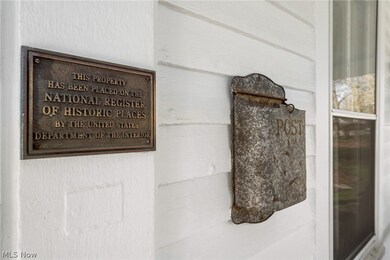 THIS PROPERTY
HAS BEEN PLACED ON THE
NATIONAL REGISTER
OF HISTORIC PLACES
BY THE UNITED STATES
DEPARTMENT OF THE INTERIOR
POST
MLS Now